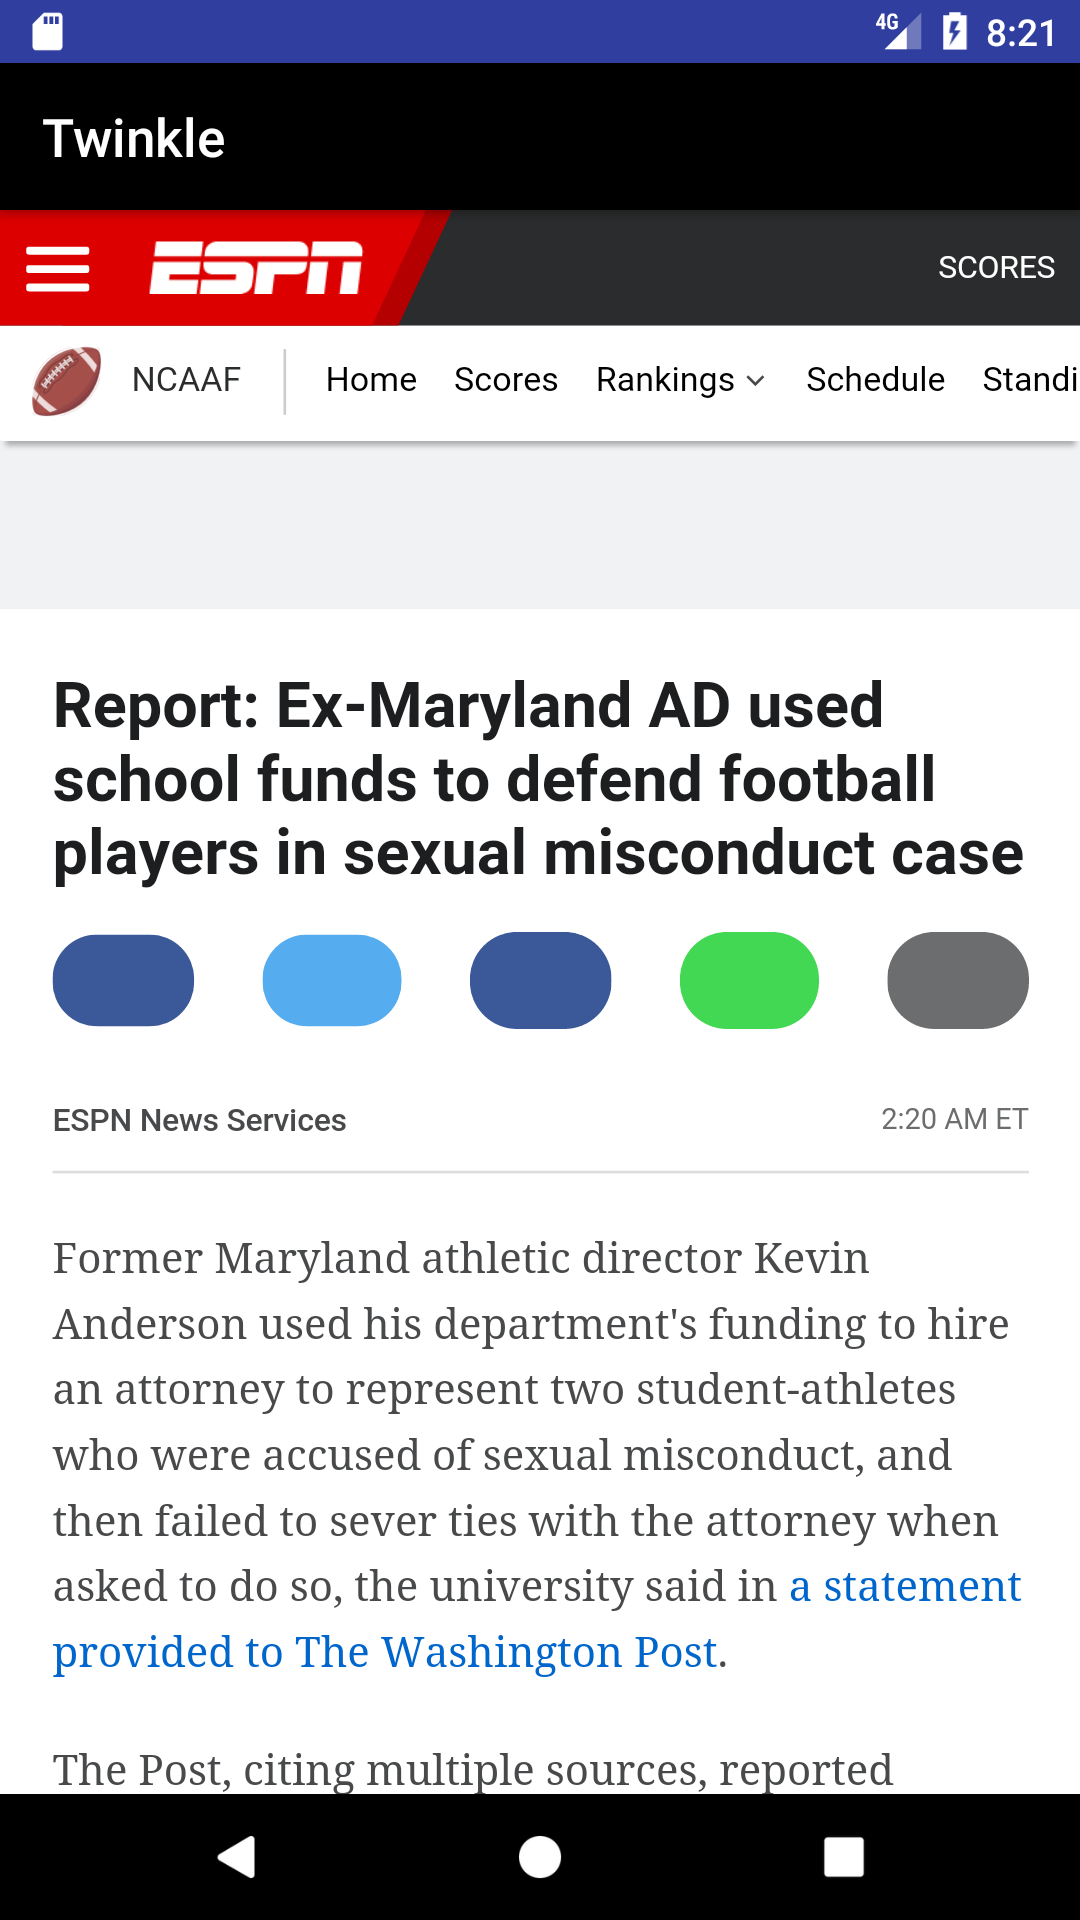 4G 8:21
Twinkle
ESPN SCORES
NCAAF Home Scores Rankings Schedule Standi
Report: Ex-Maryland AD used
school funds to defend football
players in sexual misconduct case
ESPN News Services 2:20 AM ET
Former Maryland athletic director Kevin
Anderson used his department's funding to hire
an attorney to represent two student-athletes
who were accused of sexual misconduct, and
then failed to sever ties with the attorney when
asked to do so, the university said in a statement
provided to The Washington Post.
The Post, citing multiple sources, reported